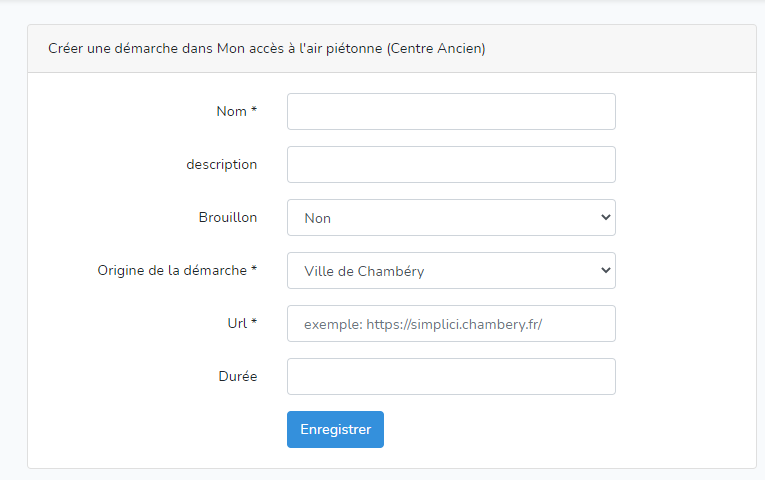 Créer une démarche dans Mon accès à l'air piétonne (Centre Ancien)
Nom *
description
Brouillon Non
Origine de la démarche * Ville de Chambéry
Url * exemple: https://simplici.chambery.fr/
Durée
Enregistrer